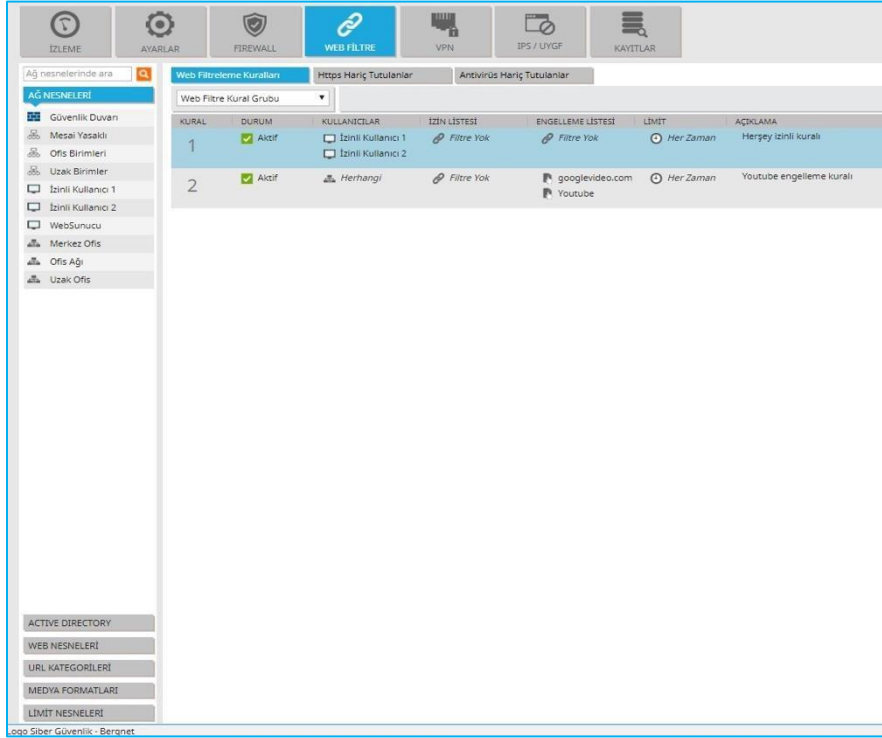 İZLEME AYARLAR FIREWALL WEB FİLTRE VPN IPS / UYGF KAYITLAR
Ağ nesnelerinde ara
AĞ NESNELERİ
Güvenlik Duvarı
Mesai Yasaklı
Ofis Birimleri
Uzak Birimler
İzinli Kullanıcı 1
İzinli Kullanıcı 2
WebSunucu
Merkez Ofis
Ofis Ağı
Uzak Ofis
ACTIVE DIRECTORY
WEB NESNELERİ
URL KATEGORİLERİ
MEDYA FORMATLARI
LİMİT NESNELERİ
Web Filtreleme Kuralları Https Hariç Tutulanlar Antivirüs Hariç Tutulanlar
Web Filtre Kural Grubu
KURAL DURUM KULLANICILAR İZİN LİSTESİ ENGELLEME LİSTESİ LİMİT AÇIKLAMA
1 Aktif İzinli Kullanıcı 1 Filtre Yok Filtre Yok Her Zaman Herşey izinli kuralı
İzinli Kullanıcı 2
2 Aktif Herhangi Filtre Yok googlevideo.com Her Zaman Youtube engelleme kuralı
Youtube
Logo Siber Güvenlik - Berqnet